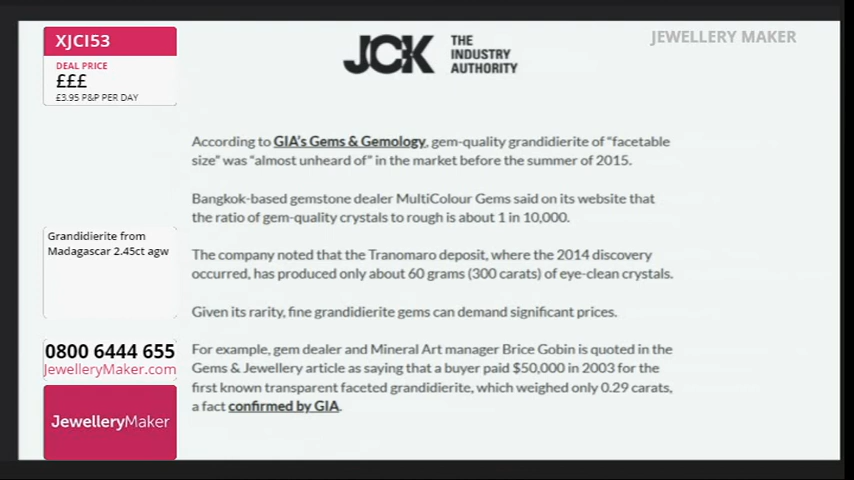 XJCI53
DEAL PRICE
£££
£3.95 P&P PER DAY
JCK THE
INDUSTRY
AUTHORITY
JEWELLERY MAKER
According to GIA's Gems & Gemology, gem-quality grandidierite of “facetable
size” was “almost unheard of” in the market before the summer of 2015.
Bangkok-based gemstone dealer MultiColour Gems said on its website that
the ratio of gem-quality crystals to rough is about 1 in 10,000.
Grandidierite from
Madagascar 2.45ct agw
The company noted that the Tranomaro deposit, where the 2014 discovery
occurred, has produced only about 60 grams (300 carats) of eye-clean crystals.
Given its rarity, fine grandidierite gems can demand significant prices.
For example, gem dealer and Mineral Art manager Brice Gobin is quoted in the
Gems & Jewellery article as saying that a buyer paid $50,000 in 2003 for the
first known transparent faceted grandidierite, which weighed only 0.29 carats,
a fact confirmed by GIA.
0800 6444 655
JewelleryMaker.com
JewelleryMaker